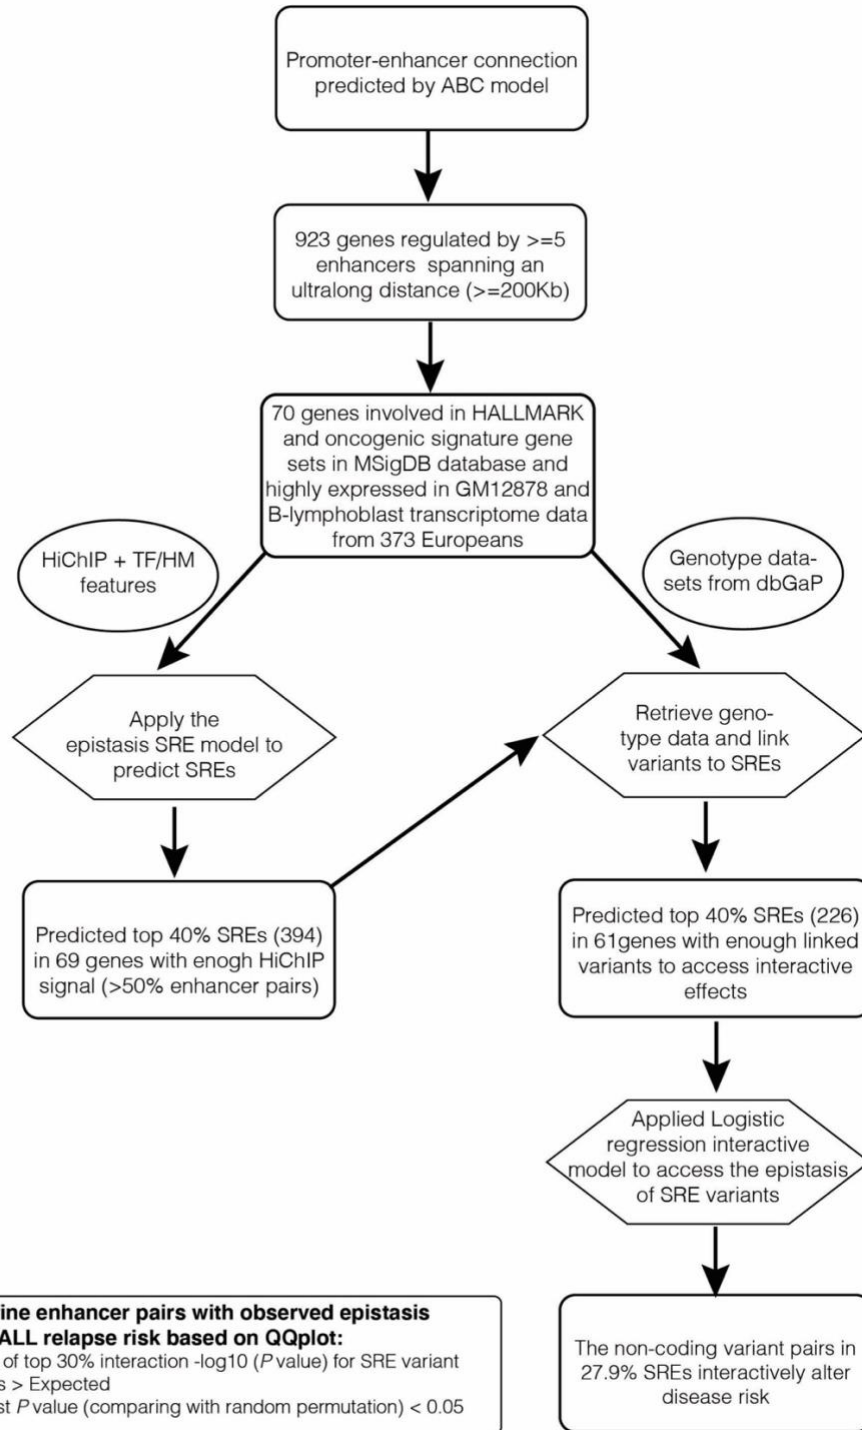 Promoter-enhancer connection
predicted by ABC model
923 genes regulated by >=5
enhancers spanning an
ultralong distance (>=200Kb)
70 genes involved in HALLMARK
and oncogenic signature gene
sets in MSigDB database and
highly expressed in GM12878 and
B-lymphoblast transcriptome data
from 373 Europeans
HiChIP + TF/HM
features
Genotype data-
sets from dbGaP
Apply the
epistasis SRE model to
predict SREs
Retrieve geno-
type data and link
variants to SREs
Predicted top 40% SREs (394)
in 69 genes with enogh HiChIP
signal (>50% enhancer pairs)
Predicted top 40% SREs (226)
in 61genes with enough linked
variants to access interactive
effects
Applied Logistic
regression interactive
model to access the epistasis
of SRE variants
ine enhancer pairs with observed epistasis
ALL relapse risk based on QQplot:
of top 30% interaction -log10 (P value) for SRE variant
s > Expected
st P value (comparing with random permutation) < 0.05
The non-coding variant pairs in
27.9% SREs interactively alter
disease risk